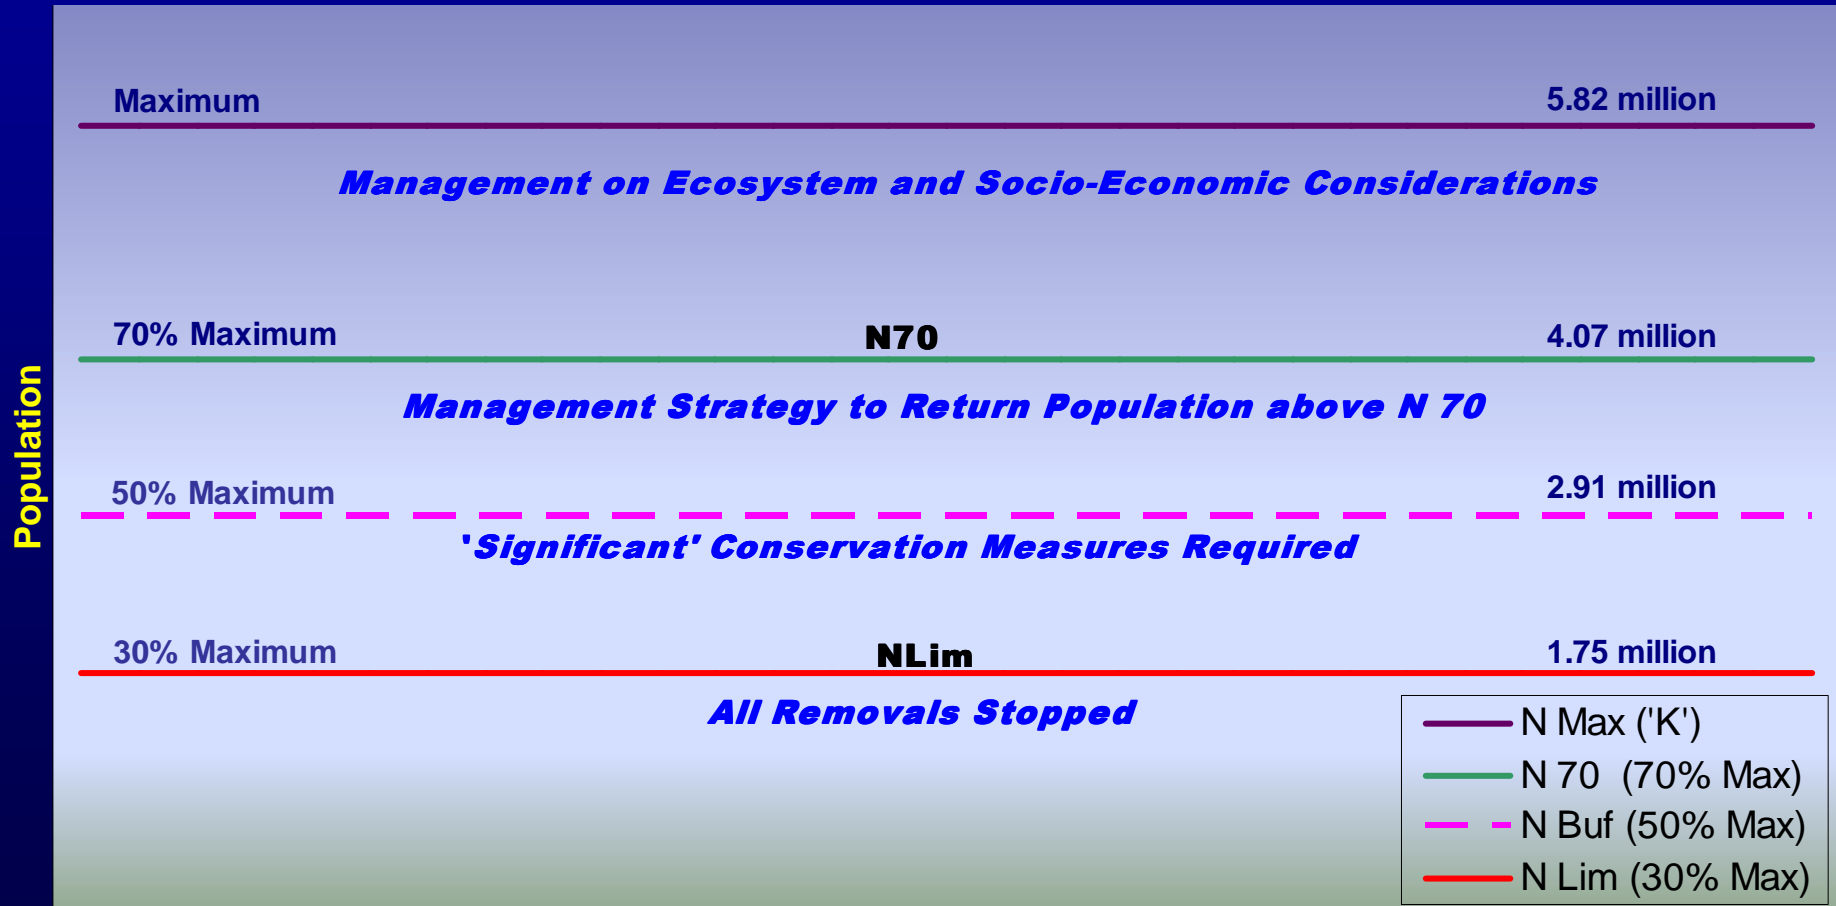 Population
Maximum
5.82 million
Management on Ecosystem and Socio-Economic Considerations
70% Maximum
N70
4.07 million
Management Strategy to Return Population above N 70
50% Maximum
2.91 million
'Significant' Conservation Measures Required
30% Maximum
NLim
1.75 million
All Removals Stopped
N Max ('K')
N 70 (70% Max)
N Buf (50% Max)
N Lim (30% Max)